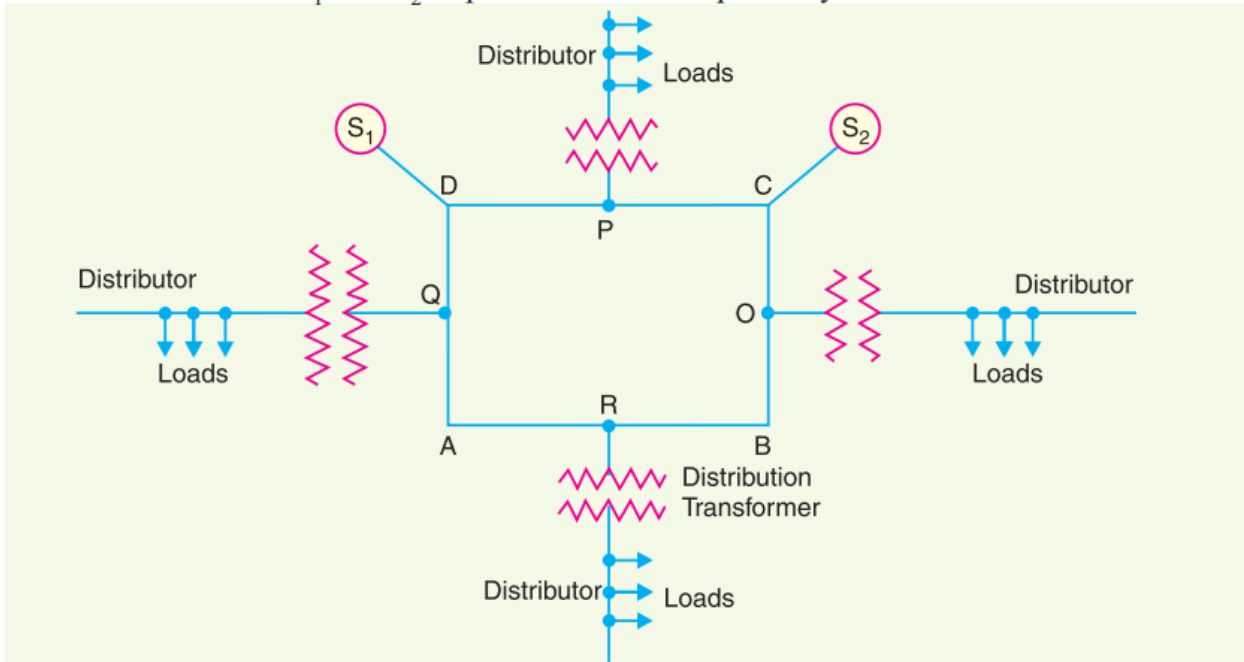 Distributor
Loads
S₁
S₂
D
C
P
Distributor
Loads
Q
O
Distributor
Loads
R
A
B
Distribution
Transformer
Distributor
Loads